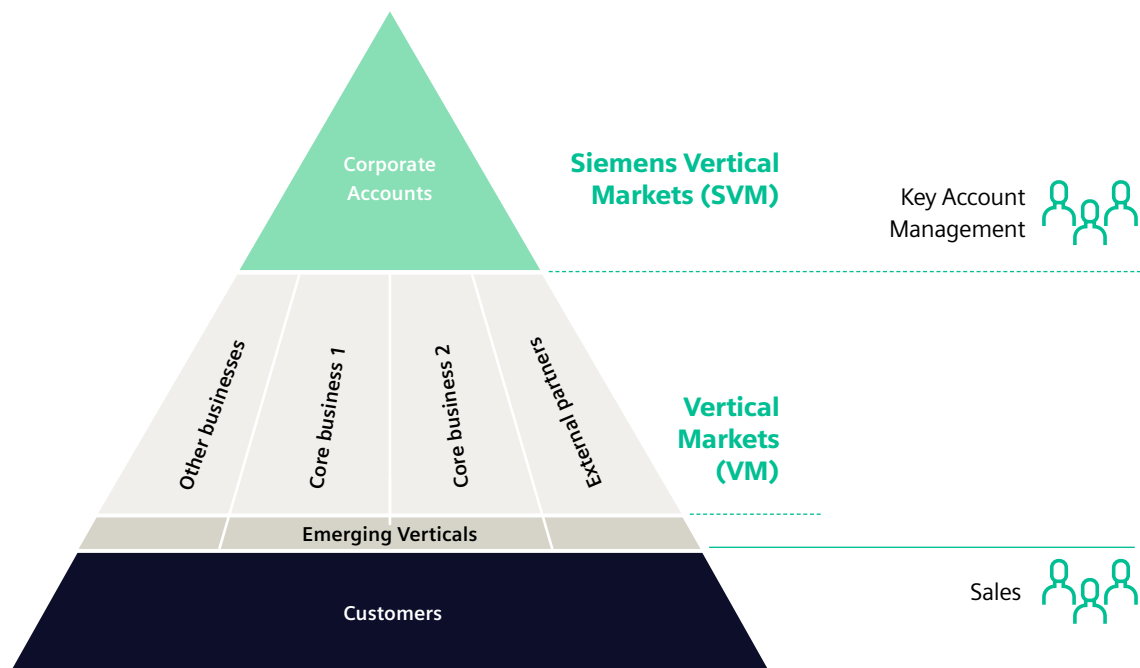 Corporate
Accounts
Siemens Vertical
Markets (SVM)
Key Account
Management
Other businesses
Core business 1
Core business 2
External partners
Vertical
Markets
(VM)
Emerging Verticals
Customers
Sales